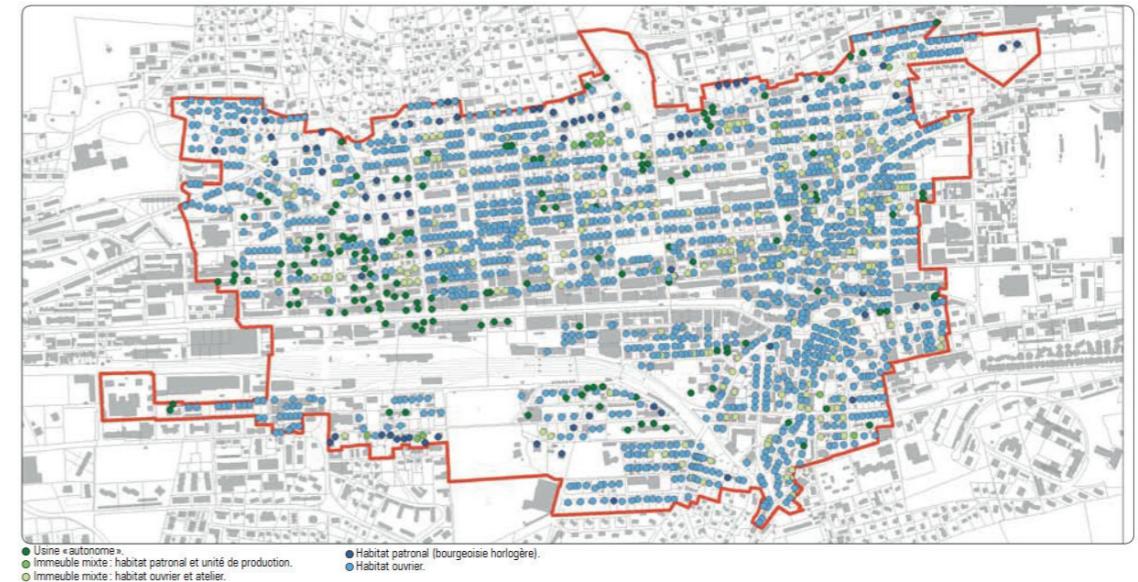 Usine « autonome ».
Immeuble mixte : habitat patronal et unité de production.
Immeuble mixte : habitat ouvrier et atelier.
Habitat patronal (bourgeoisie horlogère).
Habitat ouvrier.